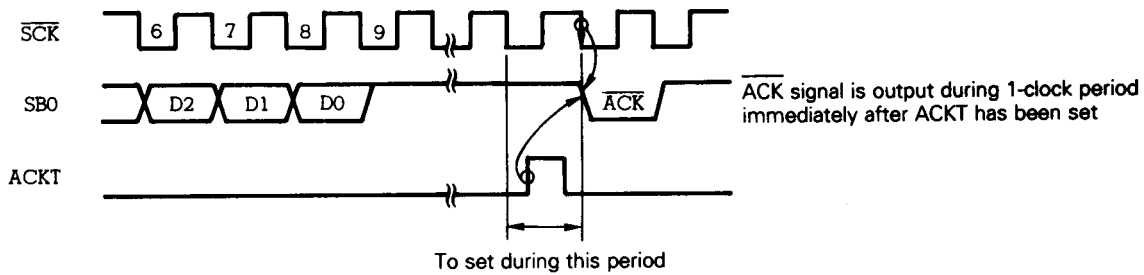 SCK 6 7 8 9
SB0 D2 D1 D0 ACK
ACK signal is output during 1-clock period
immediately after ACKT has been set
ACKT
To set during this period